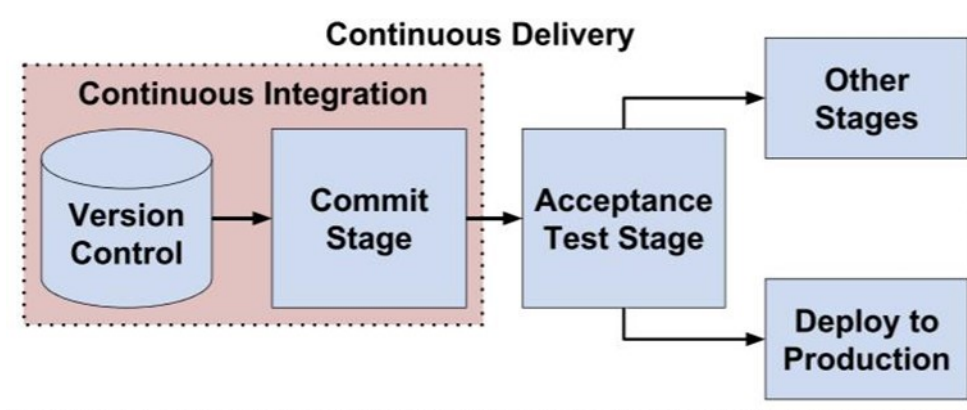 Continuous Delivery
Continuous Integration
Version
Control
Commit
Stage
Acceptance
Test Stage
Other
Stages
Deploy to
Production